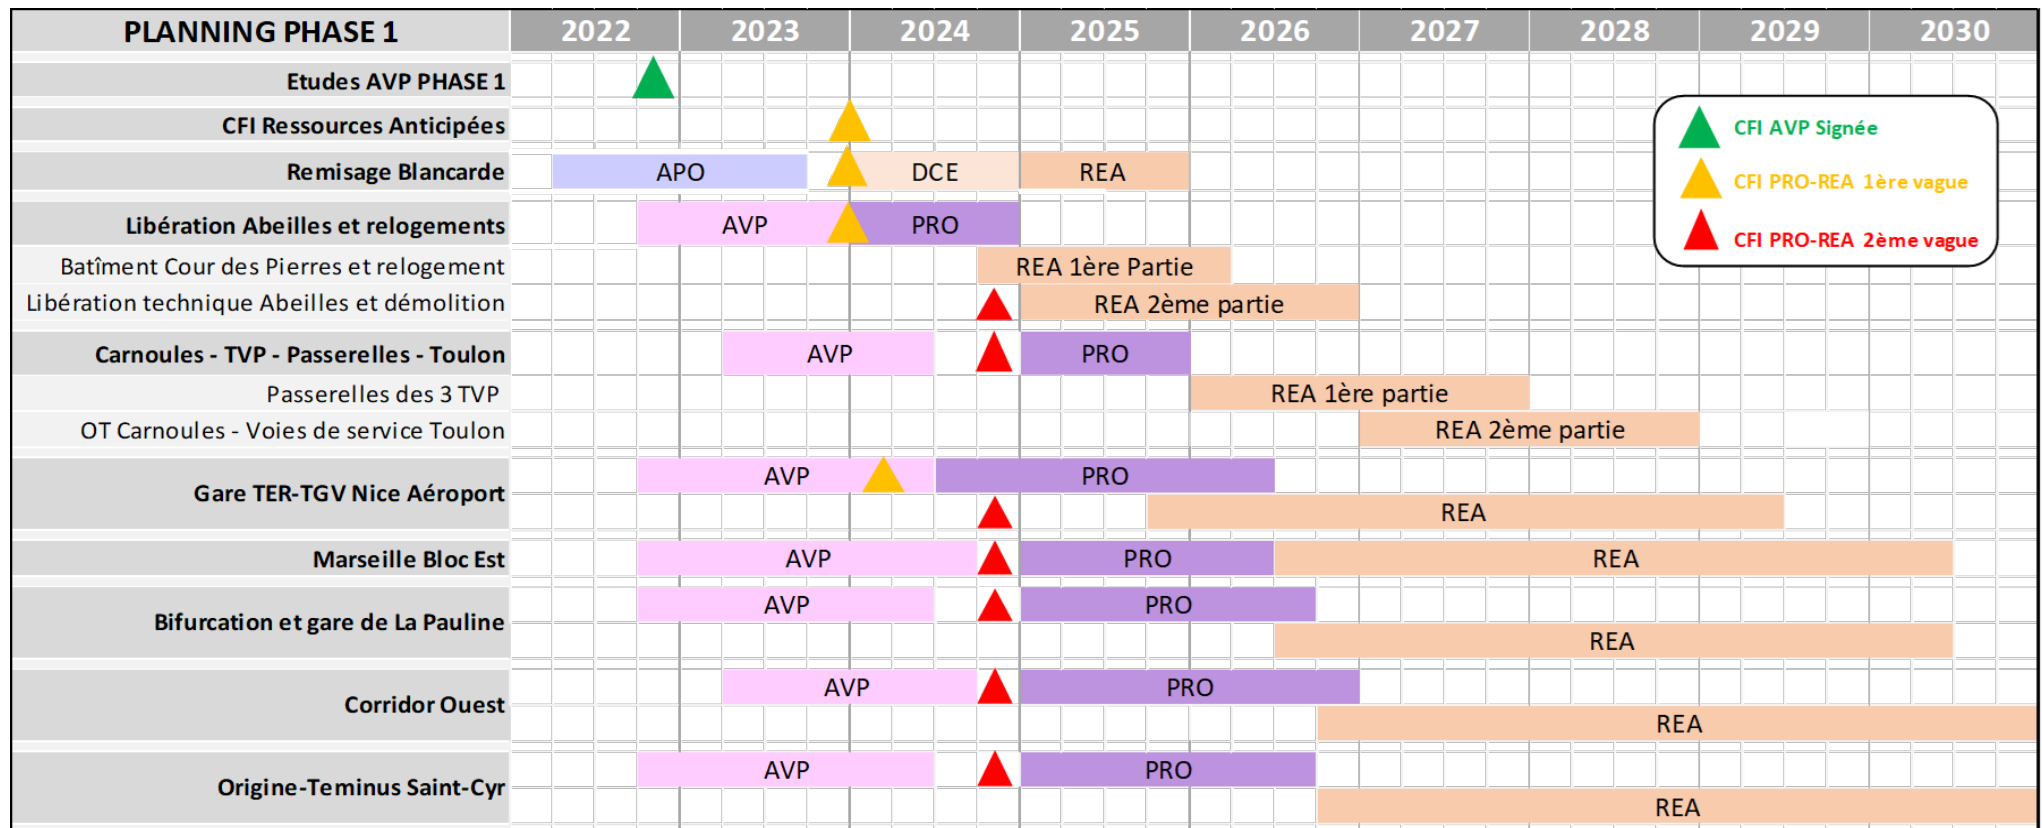 PLANNING PHASE 1 2022 2023 2024 2025 2026 2027 2028 2029 2030
Etudes AVP PHASE 1
CFI Ressources Anticipées
Remisage Blancarde APO DCE REA
Libération Abeilles et relogements AVP PRO
Batîment Cour des Pierres et relogement REA 1ère Partie
Libération technique Abeilles et démolition REA 2ème partie
Carnoules - TVP - Passerelles - Toulon AVP PRO
Passerelles des 3 TVP REA 1ère partie
OT Carnoules - Voies de service Toulon REA 2ème partie
Gare TER-TGV Nice Aéroport AVP PRO
REA
Marseille Bloc Est AVP PRO REA
Bifurcation et gare de La Pauline AVP PRO
REA
Corridor Ouest AVP PRO
REA
Origine-Teminus Saint-Cyr AVP PRO
REA
CFI AVP Signée
CFI PRO-REA 1ère vague
CFI PRO-REA 2ème vague